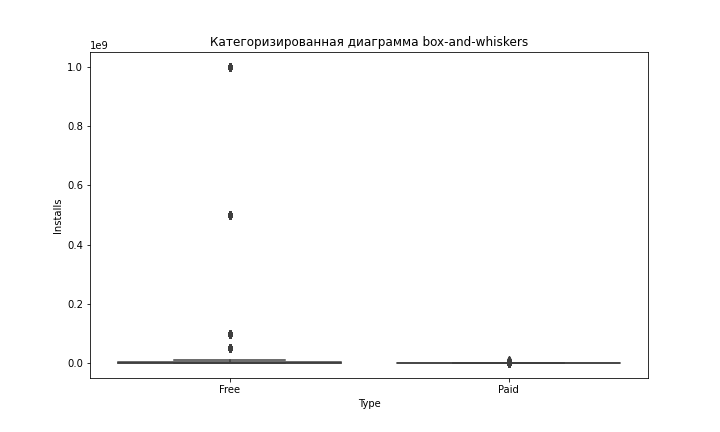 Категоризированная диаграмма box-and-whiskers
1e9
1.0
0.8
0.6
0.4
0.2
0.0
Installs
Free Paid
Type